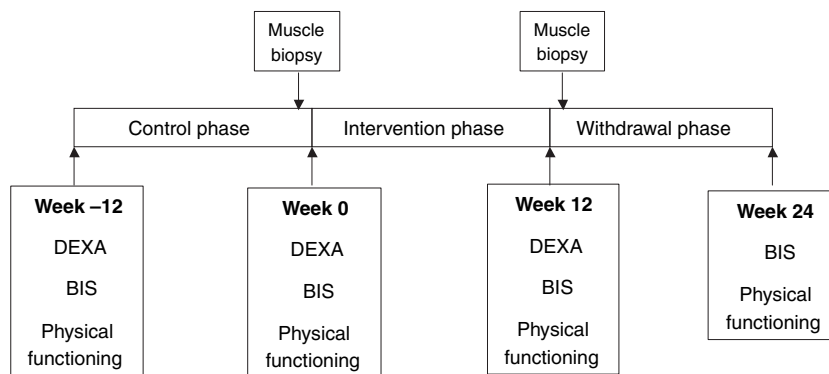 Muscle
biopsy
Muscle
biopsy
Control phase
Intervention phase
Withdrawal phase
Week –12
DEXA
BIS
Physical
functioning
Week 0
DEXA
BIS
Physical
functioning
Week 12
DEXA
BIS
Physical
functioning
Week 24
BIS
Physical
functioning